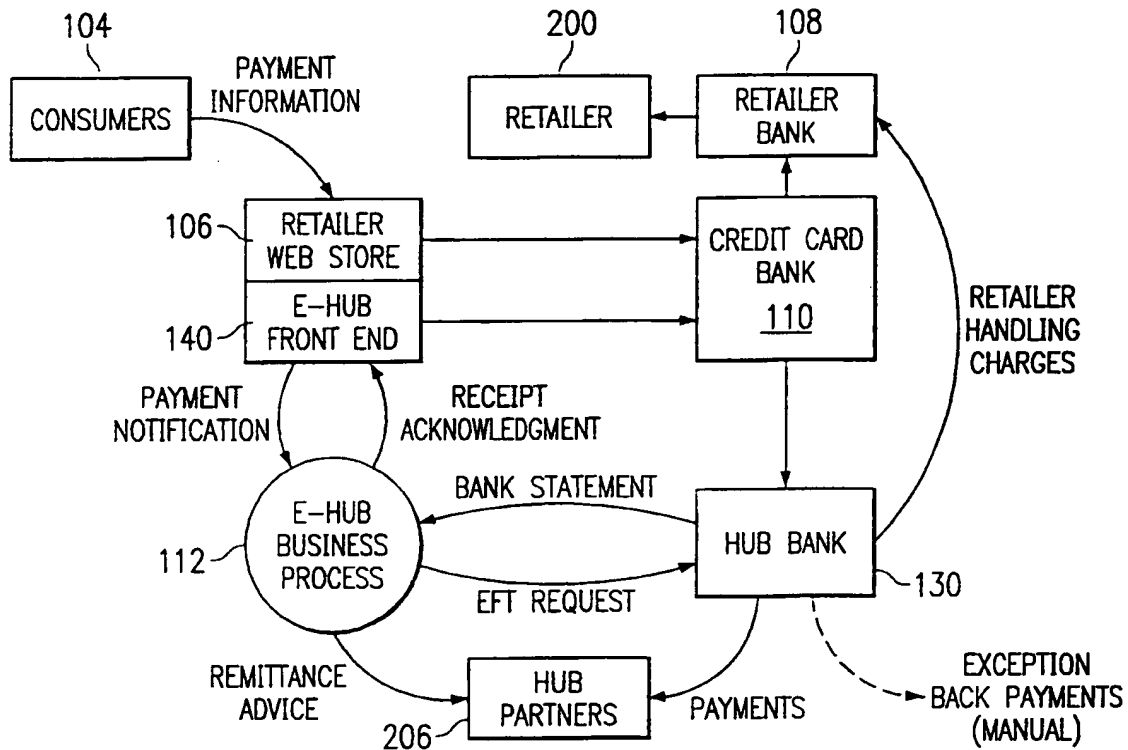 104
200
108
PAYMENT
INFORMATION
CONSUMERS
RETAILER
RETAILER
BANK
106
RETAILER
WEB STORE
CREDIT CARD
BANK
110
140
E-HUB
FRONT END
RETAILER
HANDLING
CHARGES
PAYMENT
NOTIFICATION
RECEIPT
ACKNOWLEDGMENT
BANK STATEMENT
E-HUB
BUSINESS
PROCESS
112
HUB BANK
130
EFT REQUEST
REMITTANCE
ADVICE
HUB
PARTNERS
206
PAYMENTS
EXCEPTION
BACK PAYMENTS
(MANUAL)